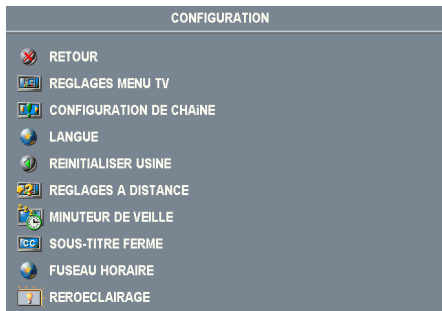 CONFIGURATION
RETOUR
REGLAGES MENU TV
CONFIGURATION DE CHAiNE
LANGUE
REINITIALISER USINE
REGLAGES A DISTANCE
MINUTEUR DE VEILLE
CC SOUS-TITRE FERME
FUSEAU HORAIRE
REROECLAIRAGE